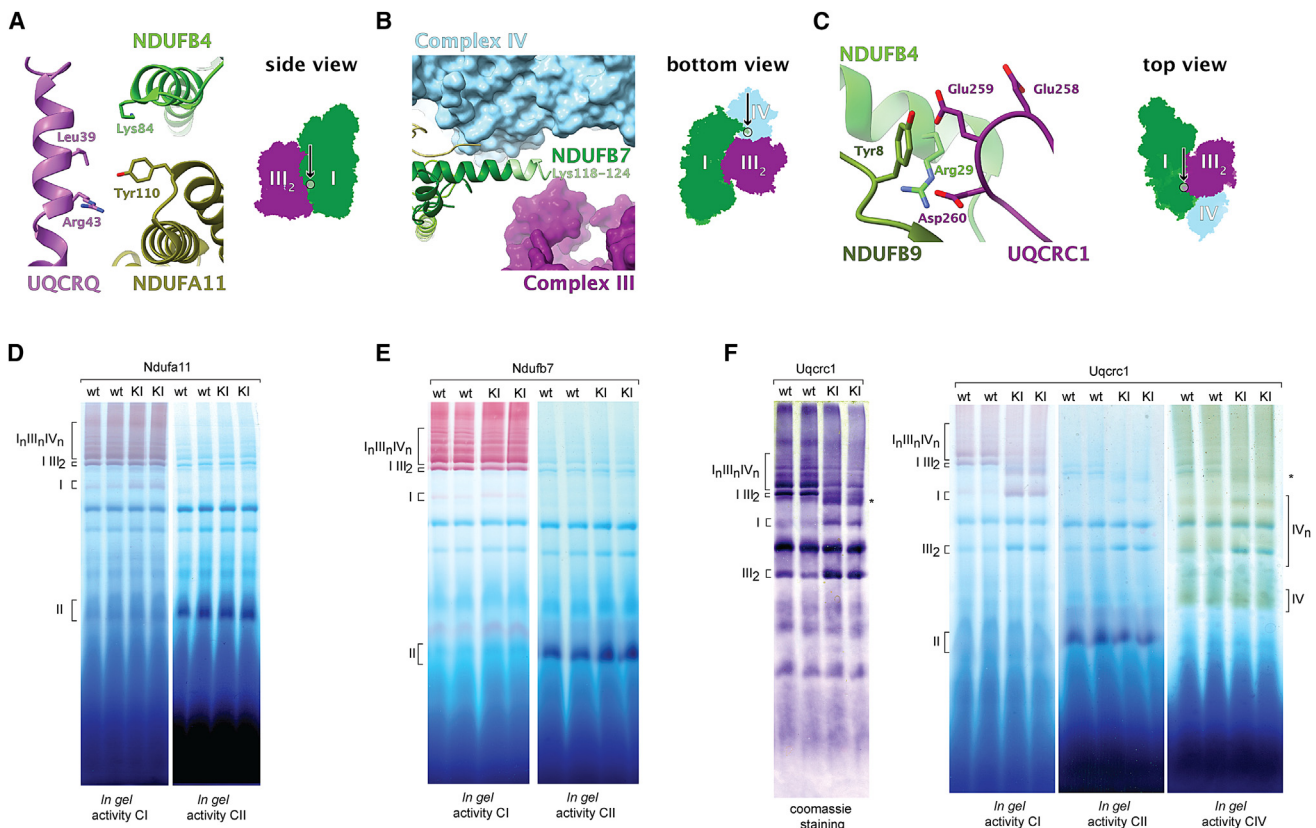 A
NDUFB4
Lys84
Leu39
Tyr110
Arg43
UQCRQ
NDUFA11
side view
III2
I
B
Complex IV
NDUFB7
Lys118-124
Complex III
bottom view
IV
I
III2
C
NDUFB4
Glu259
Glu258
Tyr8
Arg29
Asp260
NDUFB9
UQCRC1
top view
I
III2
IV
D
Ndufa11
wt wt KI KI wt wt KI KI
InIIInIVn
I III2
I
II
In gel
activity CI
In gel
activity CII
E
Ndufb7
wt wt KI KI wt wt KI KI
InIIInIVn
I III2
I
II
In gel
activity CI
In gel
activity CII
F
Uqcrc1
wt wt KI KI
InIIInIVn
I III2
*
I
III2
coomassie
staining
Uqcrc1
wt wt KI KI wt wt KI KI wt wt KI KI
InIIInIVn
I III2
*
I
IVn
III2
IV
II
In gel
activity CI
In gel
activity CII
In gel
activity CIV